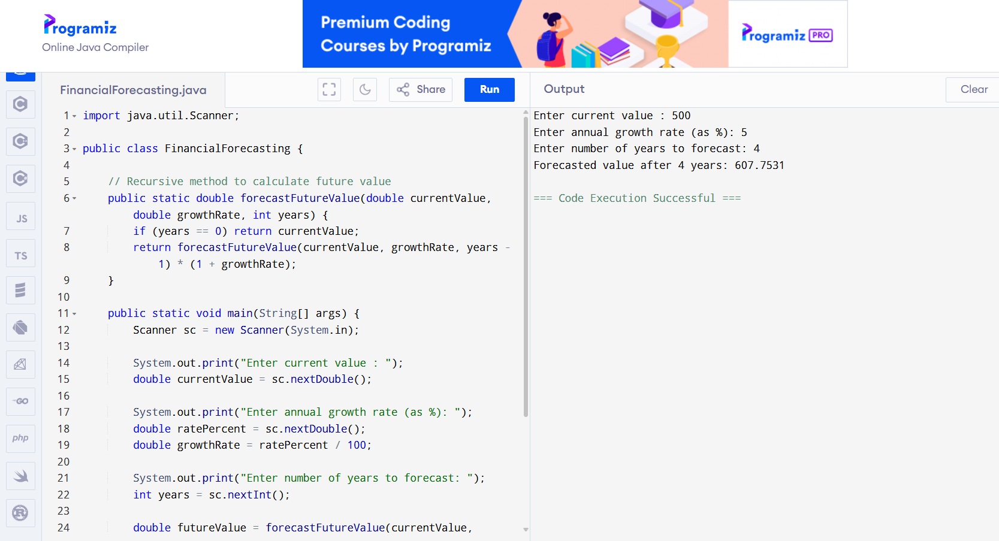 Programiz
Online Java Compiler
Premium Coding
Courses by Programiz
Programiz PRO
FinancialForecasting.java
Share
Run
Output
Clear
C
C
C
JS
TS
GO
php
R
1 import java.util.Scanner;
2
3 public class FinancialForecasting {
4
5     // Recursive method to calculate future value
6     public static double forecastFutureValue(double currentValue,
        double growthRate, int years) {
7         if (years == 0) return currentValue;
8         return forecastFutureValue(currentValue, growthRate, years -
            1) * (1 + growthRate);
9     }
10
11     public static void main(String[] args) {
12         Scanner sc = new Scanner(System.in);
13
14         System.out.print("Enter current value : ");
15         double currentValue = sc.nextDouble();
16
17         System.out.print("Enter annual growth rate (as %): ");
18         double ratePercent = sc.nextDouble();
19         double growthRate = ratePercent / 100;
20
21         System.out.print("Enter number of years to forecast: ");
22         int years = sc.nextInt();
23
24         double futureValue = forecastFutureValue(currentValue,
Enter current value : 500
Enter annual growth rate (as %): 5
Enter number of years to forecast: 4
Forecasted value after 4 years: 607.7531
=== Code Execution Successful ===